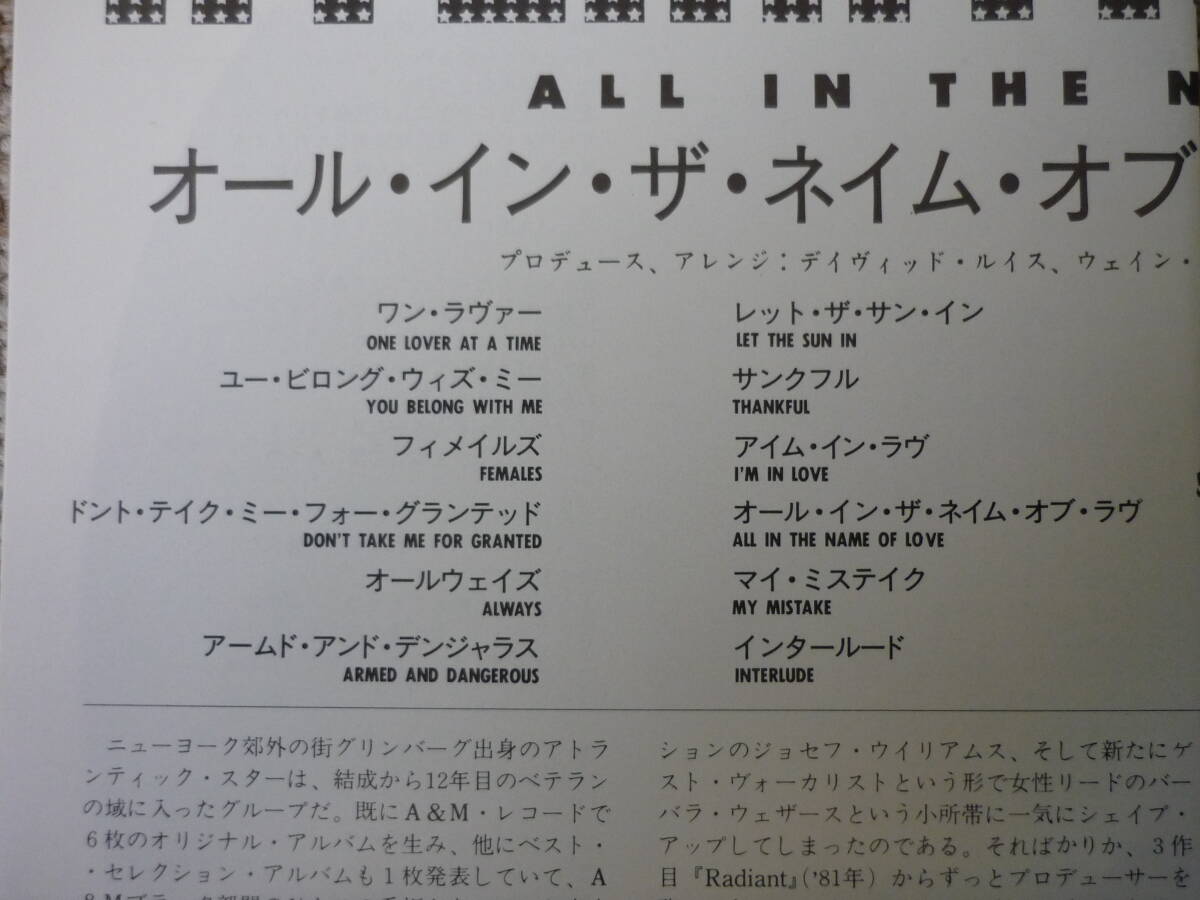 ALL IN THE N
オール・イン・ザ・ネイム・オブ
プロデュース、アレンジ：デイヴィッド・ルイス、ウェイン・
ワン・ラヴァー
ONE LOVER AT A TIME
ユー・ビロング・ウィズ・ミー
YOU BELONG WITH ME
フィメイルズ
FEMALES
ドント・テイク・ミー・フォー・グランテッド
DON'T TAKE ME FOR GRANTED
オールウェイズ
ALWAYS
アームド・アンド・デンジャラス
ARMED AND DANGEROUS
レット・ザ・サン・イン
LET THE SUN IN
サンクフル
THANKFUL
アイム・イン・ラヴ
I'M IN LOVE
オール・イン・ザ・ネイム・オブ・ラヴ
ALL IN THE NAME OF LOVE
マイ・ミステイク
MY MISTAKE
インタールード
INTERLUDE
ニューヨーク郊外の街グリンバーグ出身のアトラ
ンティック・スターは、結成から12年目のベテラン
の域に入ったグループだ。既にA&M・レコードで
6枚のオリジナル・アルバムを生み、他にベスト・
・セレクション・アルバムも1枚発表していて、A
ションのジョセフ・ウイリアムス、そして新たにゲ
スト・ヴォーカリストという形で女性リードのバー
バラ・ウェザースという小所帯に一気にシェイプ・
アップしてしまったのである。そればかりか、3作
目『Radiant』('81年) からずっとプロデューサーを